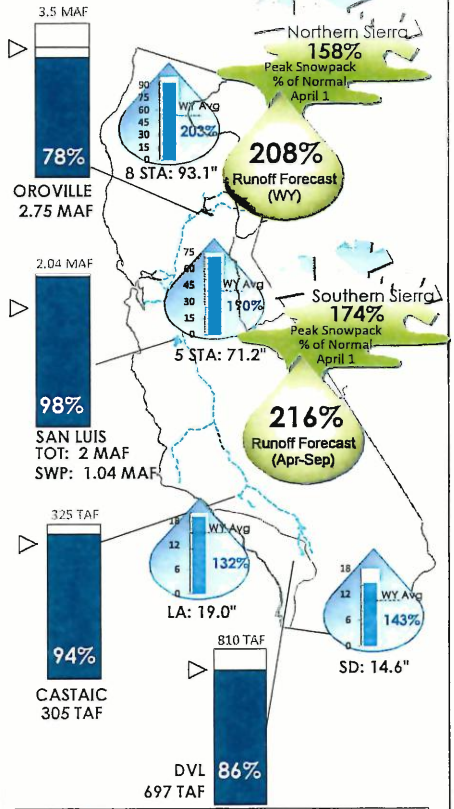 3.5 MAF
78%
OROVILLE
2.75 MAF
Northern Sierra
158%
Peak Snowpack
% of Normal
April 1
208%
Runoff Forecast
(WY)
90
75
60
45
30
15
0
WY Avg
203%
8 STA: 93.1"
2.04 MAF
98%
SAN LUIS
TOT: 2 MAF
SWP: 1.04 MAF
75
60
45
30
15
0
WY Avg
190%
5 STA: 71.2"
Southern Sierra
174%
Peak Snowpack
% of Normal
April 1
216%
Runoff Forecast
(Apr-Sep)
325 TAF
94%
CASTAIC
305 TAF
18
12
6
0
WY Avg
132%
LA: 19.0"
18
12
6
0
WY Avg
143%
SD: 14.6"
810 TAF
86%
DVL
697 TAF